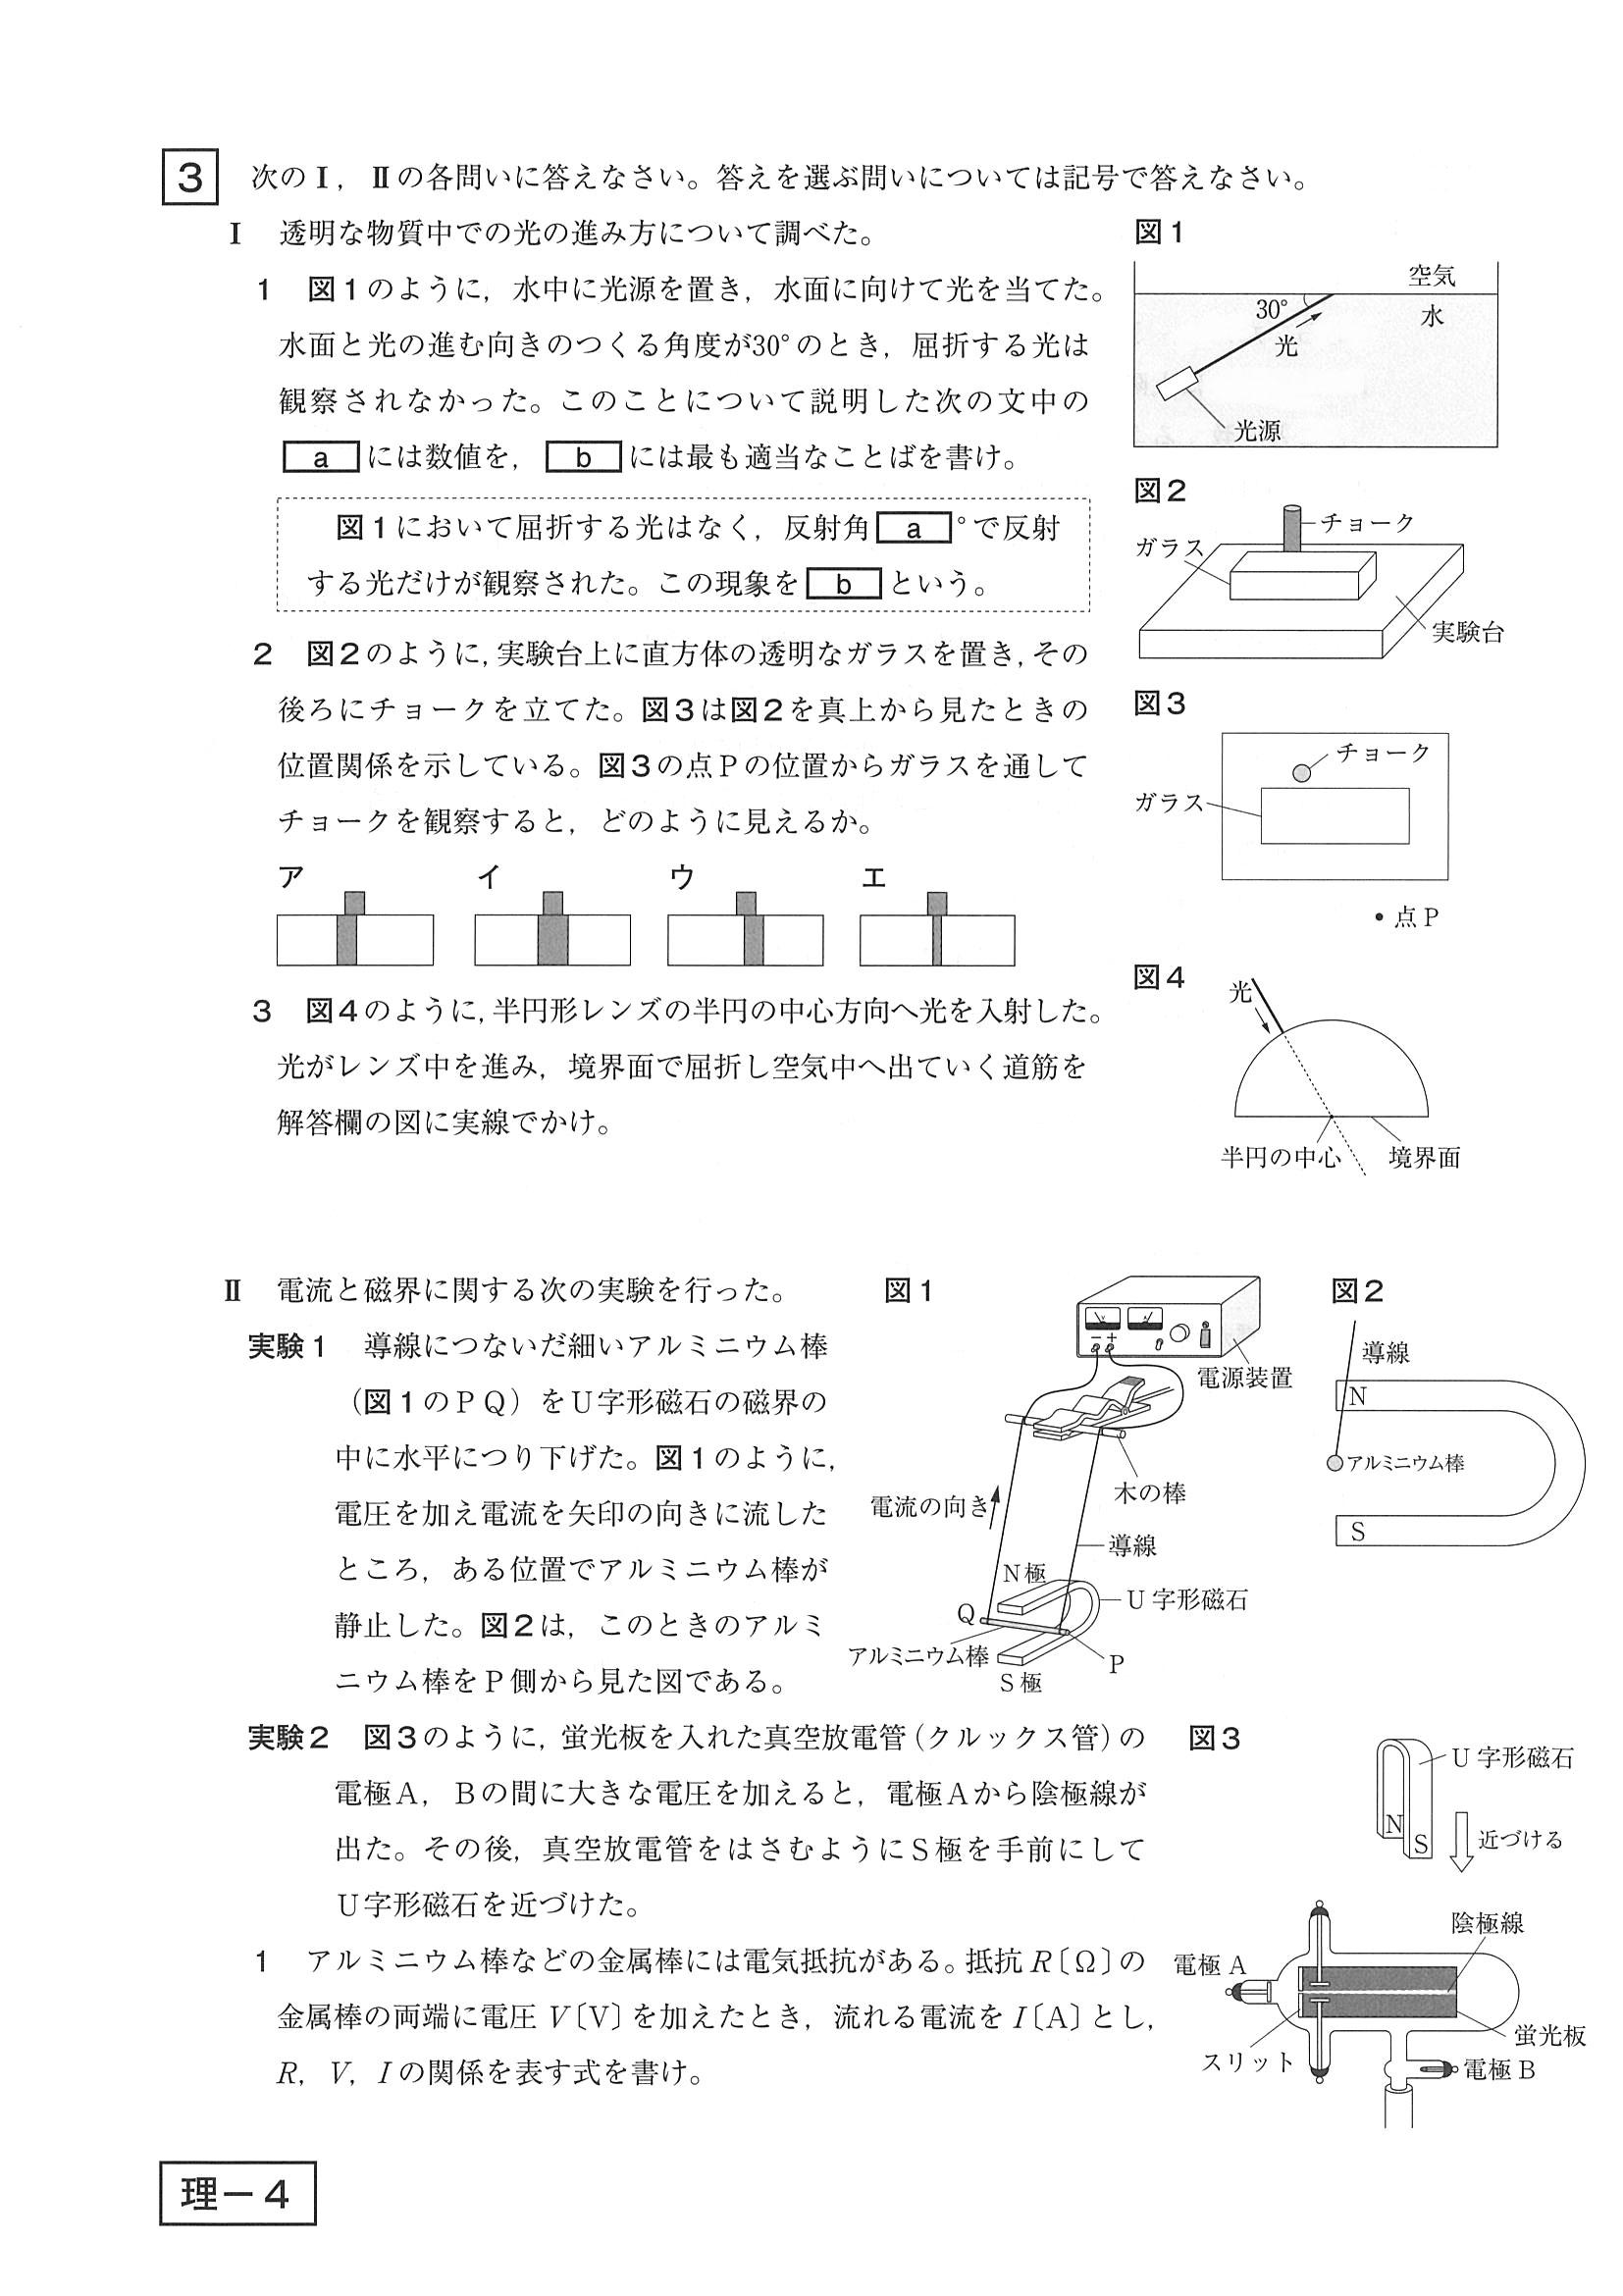 3 次のⅠ，Ⅱの各問いに答えなさい。答えを選ぶ問いについては記号で答えなさい。
Ⅰ 透明な物質中での光の進み方について調べた。
1 図1のように，水中に光源を置き，水面に向けて光を当てた。
水面と光の進む向きのつくる角度が30°のとき，屈折する光は
観察されなかった。このことについて説明した次の文中の
a には数値を， b には最も適当なことばを書け。
図1において屈折する光はなく，反射角 a °で反射
する光だけが観察された。この現象を b という。
図1
空気
30°
水
光
光源
2 図2のように，実験台上に直方体の透明なガラスを置き，その
後ろにチョークを立てた。図3は図2を真上から見たときの
位置関係を示している。図3の点Pの位置からガラスを通して
チョークを観察すると，どのように見えるか。
ア イ ウ エ
図2
チョーク
ガラス
実験台
図3
チョーク
ガラス
点P
3 図4のように，半円形レンズの半円の中心方向へ光を入射した。
光がレンズ中を進み，境界面で屈折し空気中へ出ていく道筋を
解答欄の図に実線でかけ。
図4
光
半円の中心
境界面
Ⅱ 電流と磁界に関する次の実験を行った。
実験1 導線につないだ細いアルミニウム棒
（図1のPQ）をU字形磁石の磁界の
中に水平につり下げた。図1のように，
電圧を加え電流を矢印の向きに流した
ところ，ある位置でアルミニウム棒が
静止した。図2は，このときのアルミ
ニウム棒をP側から見た図である。
図1
V
A
− +
電源装置
木の棒
電流の向き
導線
N極
U字形磁石
Q
アルミニウム棒
P
S極
図2
導線
N
アルミニウム棒
S
実験2 図3のように，蛍光板を入れた真空放電管（クルックス管）の
電極A，Bの間に大きな電圧を加えると，電極Aから陰極線が
出た。その後，真空放電管をはさむようにS極を手前にして
U字形磁石を近づけた。
図3
U字形磁石
N
S
近づける
陰極線
電極A
蛍光板
スリット
電極B
1 アルミニウム棒などの金属棒には電気抵抗がある。抵抗R〔Ω〕の
金属棒の両端に電圧V〔V〕を加えたとき，流れる電流をI〔A〕とし，
R，V，Iの関係を表す式を書け。
理－4